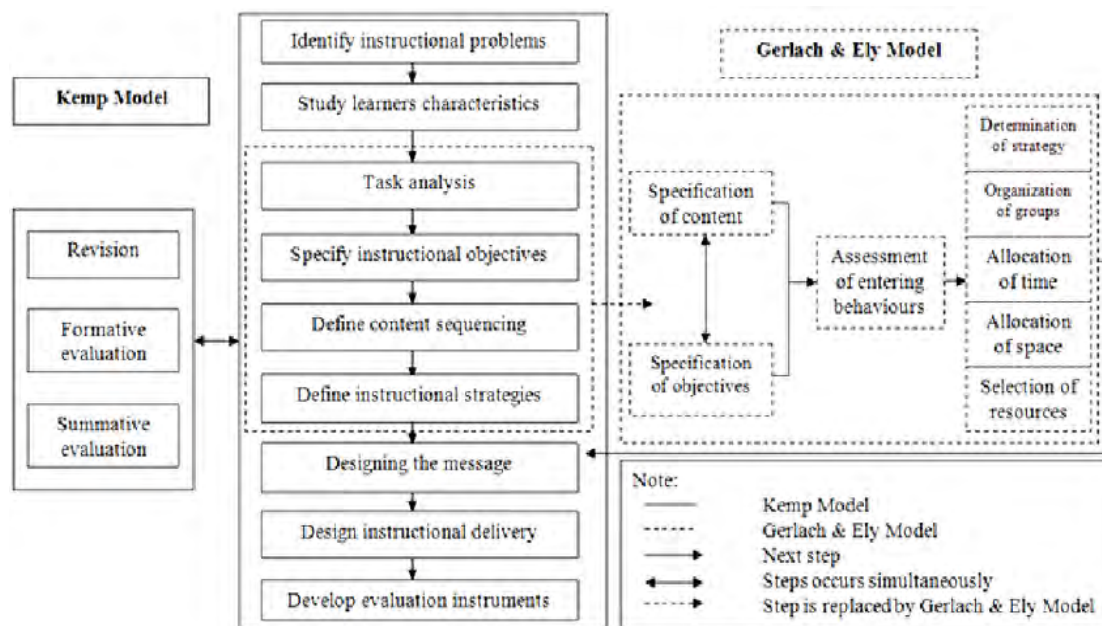 Kemp Model
Revision
Formative
evaluation
Summative
evaluation
Identify instructional problems
Study learners characteristics
Task analysis
Specify instructional objectives
Define content sequencing
Define instructional strategies
Designing the message
Design instructional delivery
Develop evaluation instruments
Gerlach & Ely Model
Specification
of content
Specification
of objectives
Assessment
of entering
behaviours
Determination
of strategy
Organization
of groups
Allocation
of time
Allocation
of space
Selection of
resources
Note:
Kemp Model
Gerlach & Ely Model
Next step
Steps occurs simultaneously
Step is replaced by Gerlach & Ely Model